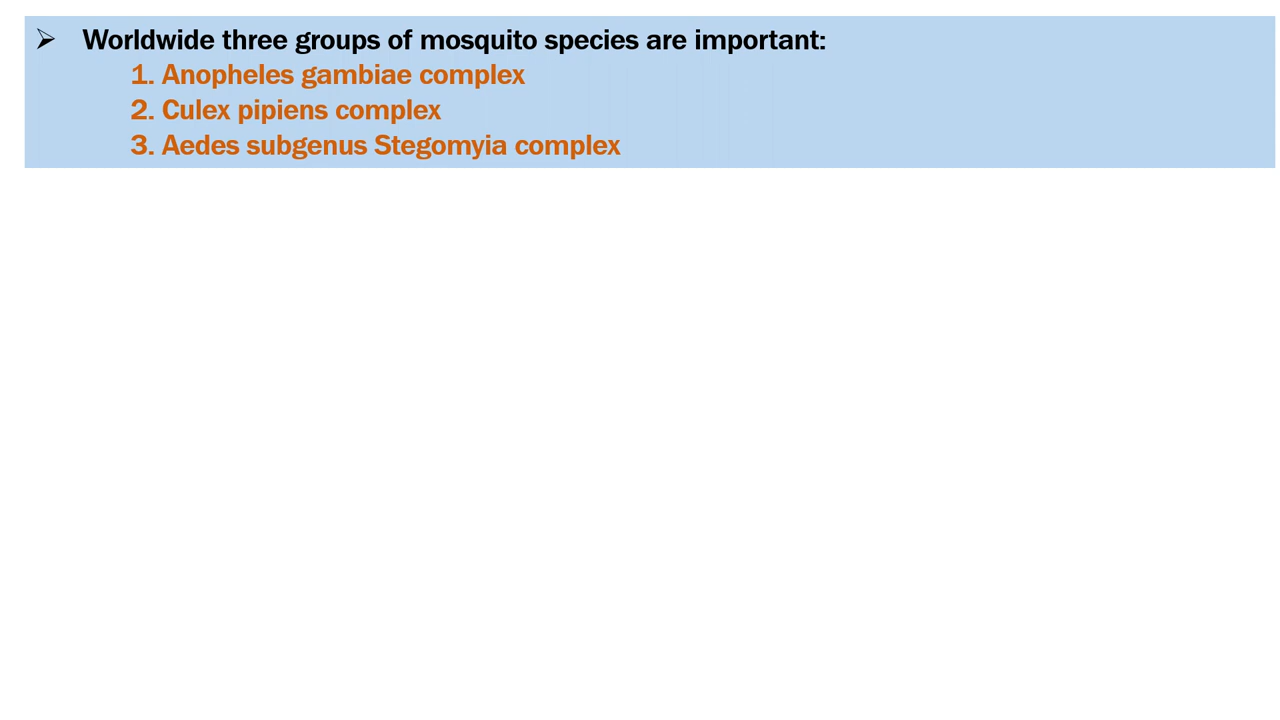 ➢ Worldwide three groups of mosquito species are important:
1. Anopheles gambiae complex
2. Culex pipiens complex
3. Aedes subgenus Stegomyia complex